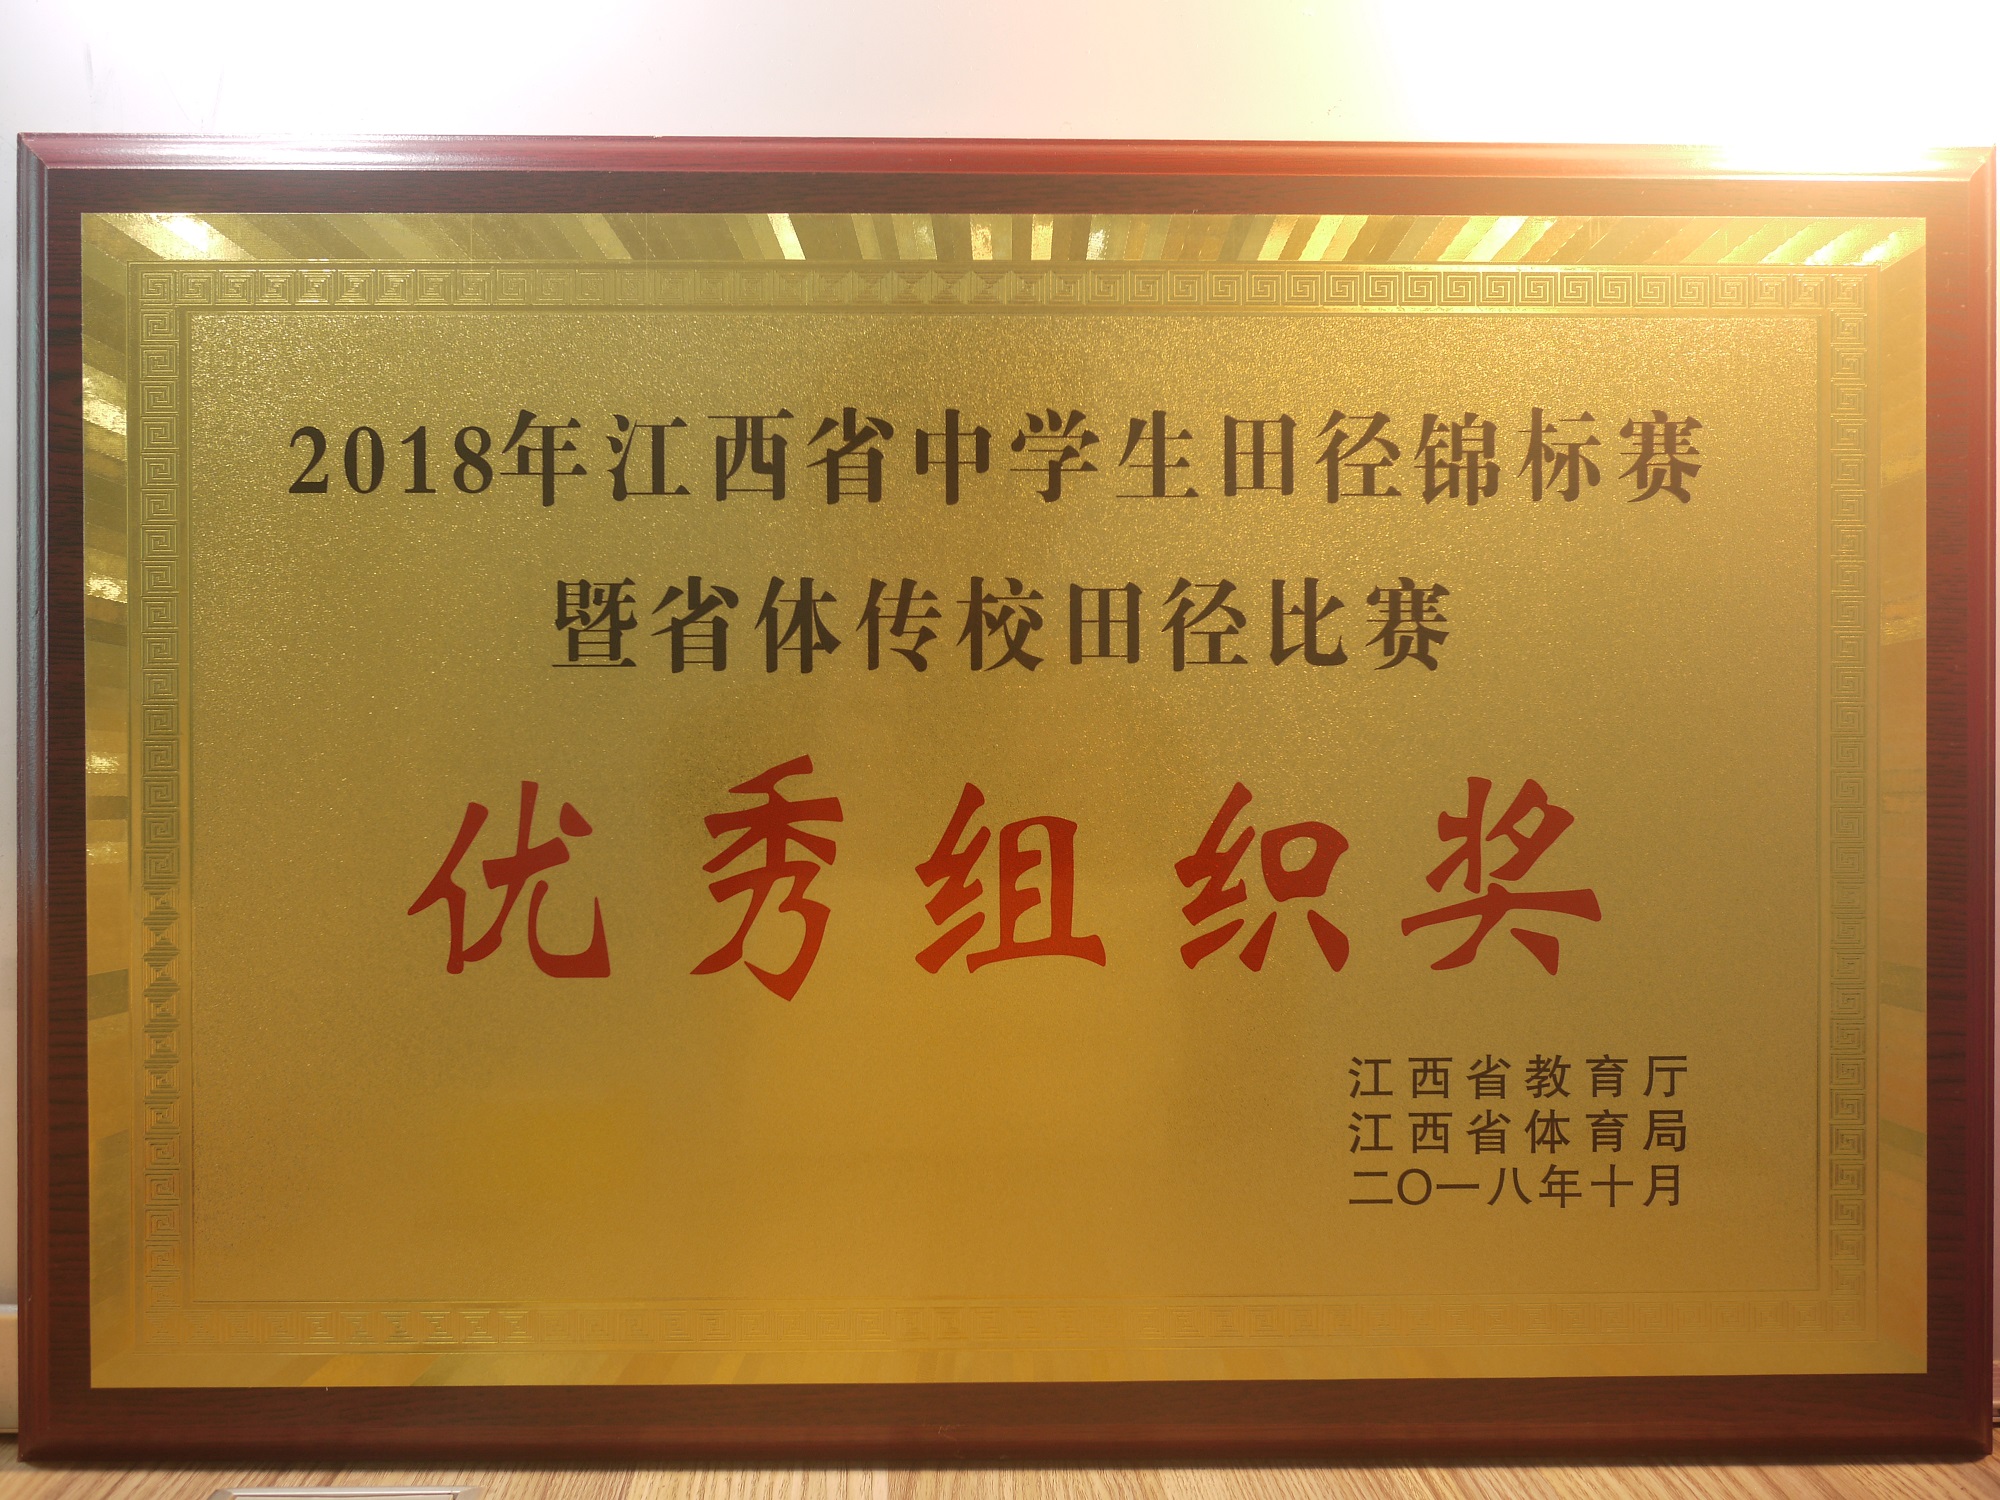 2018年江西省中学生田径锦标赛
暨省体传校田径比赛
优秀组织奖
江西省教育厅
江西省体育局
二〇一八年十月